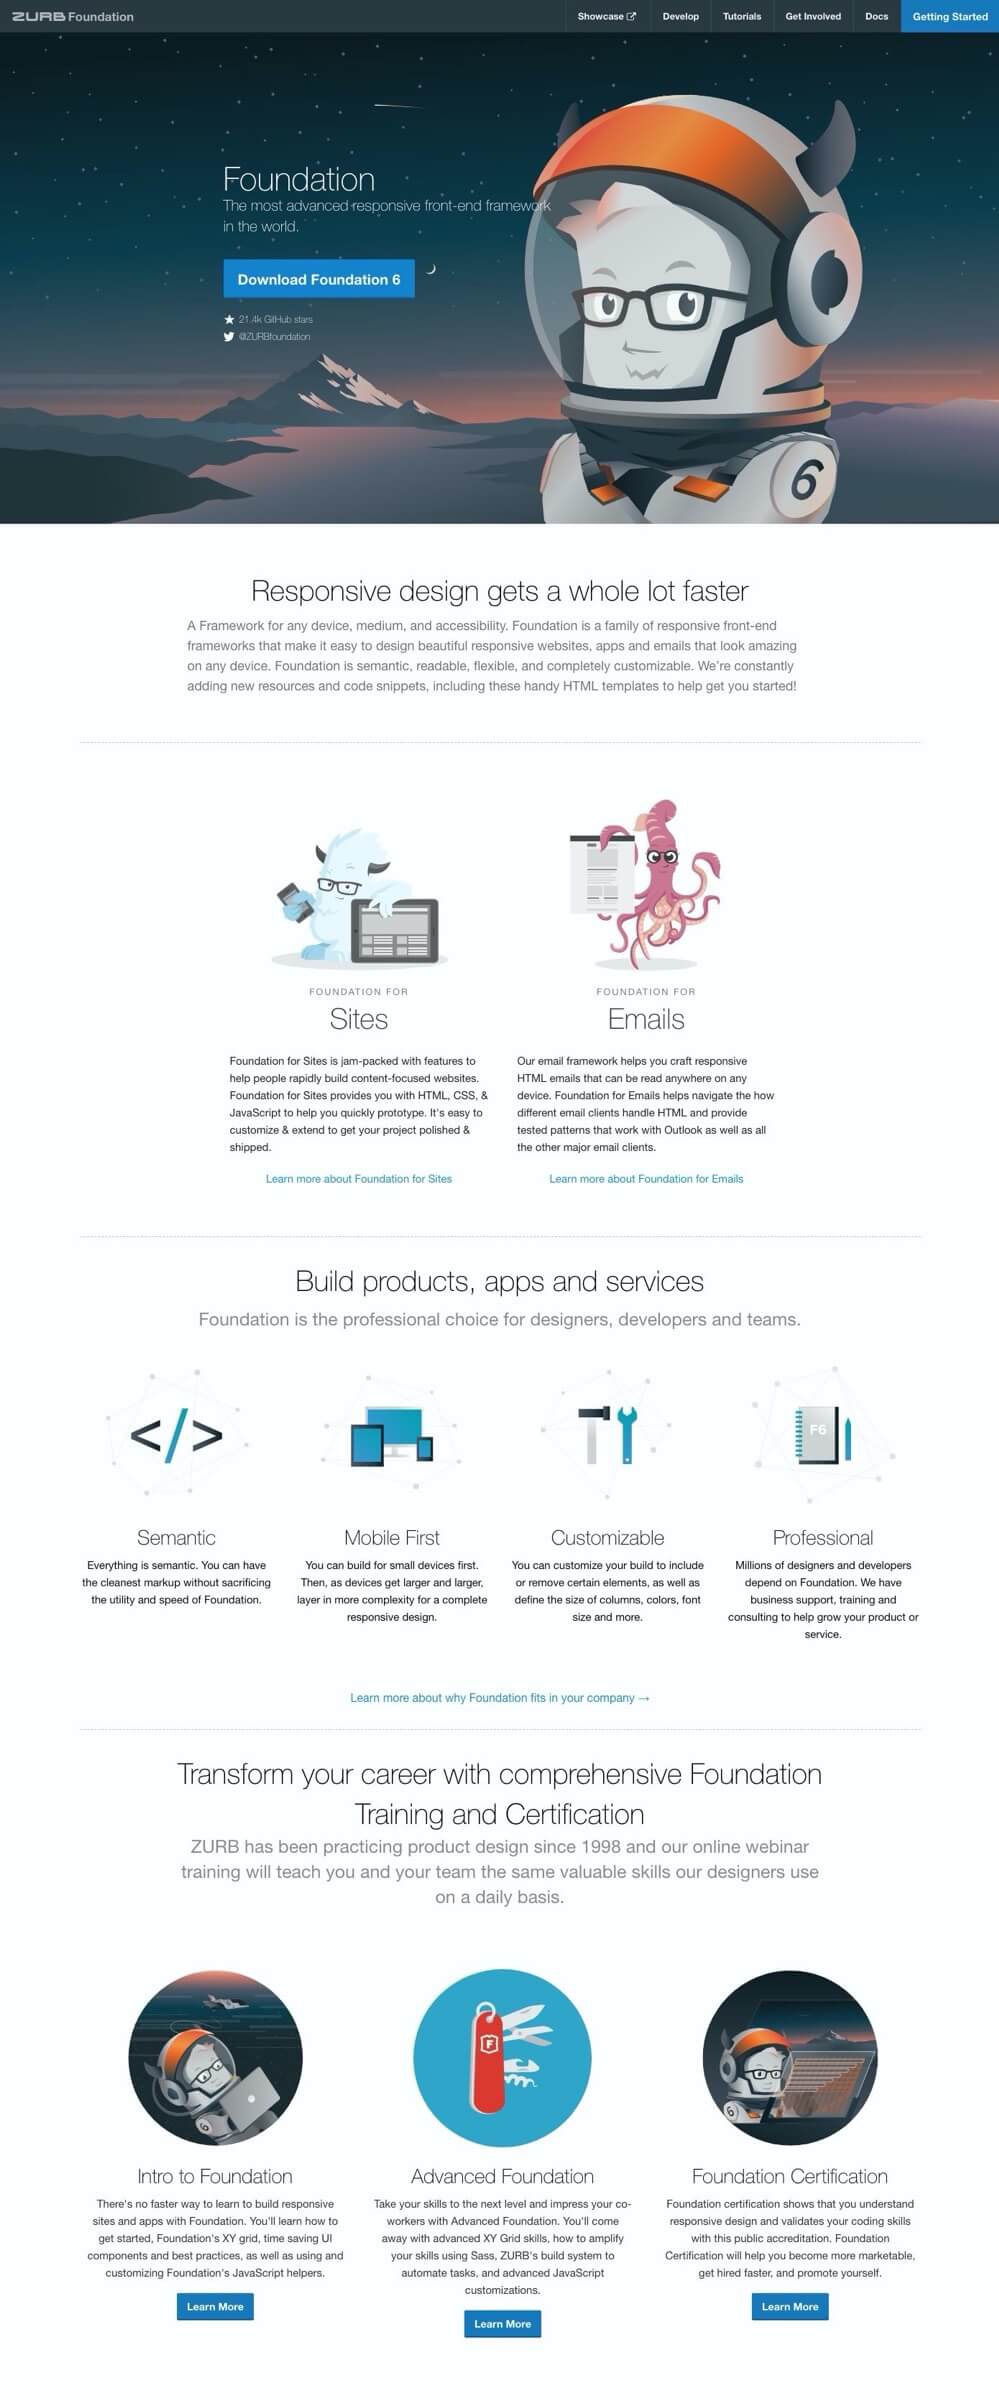 ZURB Foundation
Showcase
Develop
Tutorials
Get Involved
Docs
Getting Started
Foundation
The most advanced responsive front-end framework
in the world.
Download Foundation 6
21.4k GitHub stars
@ZURBfoundation
6
Responsive design gets a whole lot faster
A Framework for any device, medium, and accessibility. Foundation is a family of responsive front-end
frameworks that make it easy to design beautiful responsive websites, apps and emails that look amazing
on any device. Foundation is semantic, readable, flexible, and completely customizable. We're constantly
adding new resources and code snippets, including these handy HTML templates to help get you started!
FOUNDATION FOR
Sites
Foundation for Sites is jam-packed with features to
help people rapidly build content-focused websites.
Foundation for Sites provides you with HTML, CSS, &
JavaScript to help you quickly prototype. It's easy to
customize & extend to get your project polished &
shipped.
Learn more about Foundation for Sites
FOUNDATION FOR
Emails
Our email framework helps you craft responsive
HTML emails that can be read anywhere on any
device. Foundation for Emails helps navigate the how
different email clients handle HTML and provide
tested patterns that work with Outlook as well as all
the other major email clients.
Learn more about Foundation for Emails
Build products, apps and services
Foundation is the professional choice for designers, developers and teams.
</>
F6
Semantic
Everything is semantic. You can have
the cleanest markup without sacrificing
the utility and speed of Foundation.
Mobile First
You can build for small devices first.
Then, as devices get larger and larger,
layer in more complexity for a complete
responsive design.
Customizable
You can customize your build to include
or remove certain elements, as well as
define the size of columns, colors, font
size and more.
Professional
Millions of designers and developers
depend on Foundation. We have
business support, training and
consulting to help grow your product or
service.
Learn more about why Foundation fits in your company →
Transform your career with comprehensive Foundation
Training and Certification
ZURB has been practicing product design since 1998 and our online webinar
training will teach you and your team the same valuable skills our designers use
on a daily basis.
6
F
6
Intro to Foundation
There's no faster way to learn to build responsive
sites and apps with Foundation. You'll learn how to
get started, Foundation's XY grid, time saving UI
components and best practices, as well as using and
customizing Foundation's JavaScript helpers.
Learn More
Advanced Foundation
Take your skills to the next level and impress your co-
workers with Advanced Foundation. You'll come
away with advanced XY Grid skills, how to amplify
your skills using Sass, ZURB's build system to
automate tasks, and advanced JavaScript
customizations.
Learn More
Foundation Certification
Foundation certification shows that you understand
responsive design and validates your coding skills
with this public accreditation. Foundation
Certification will help you become more marketable,
get hired faster, and promote yourself.
Learn More